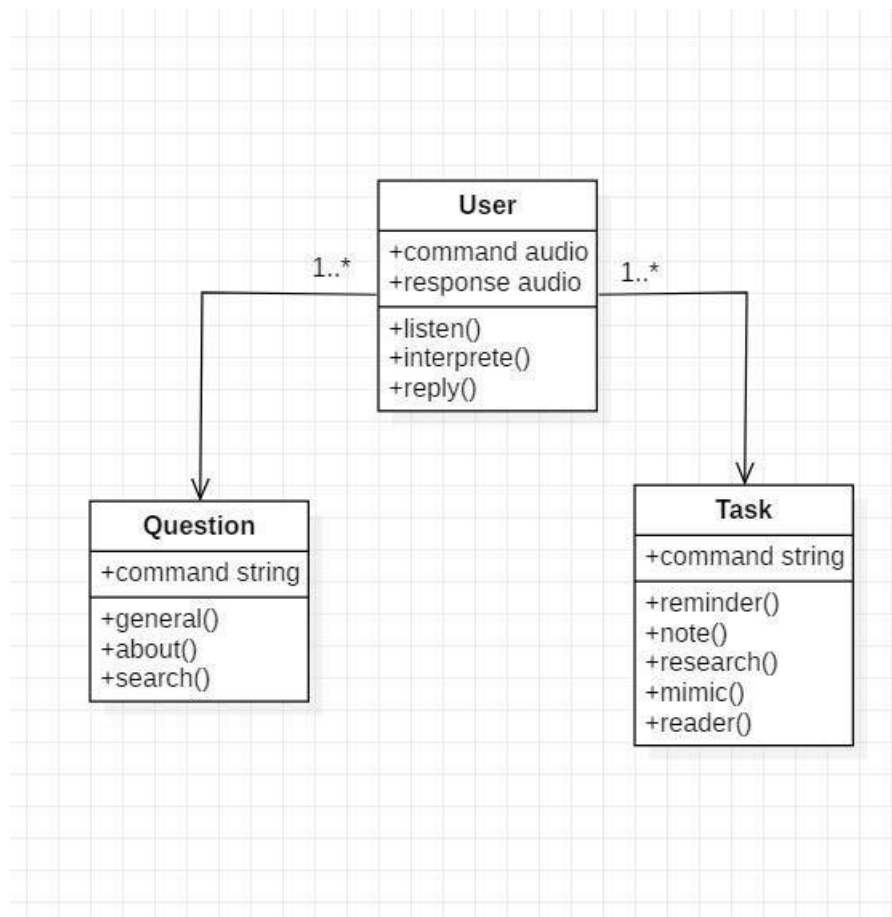 User
+command audio
+response audio
1..*
1..*
+listen()
+interprete()
+reply()
Question
+command string
+general()
+about()
+search()
Task
+command string
+reminder()
+note()
+research()
+mimic()
+reader()